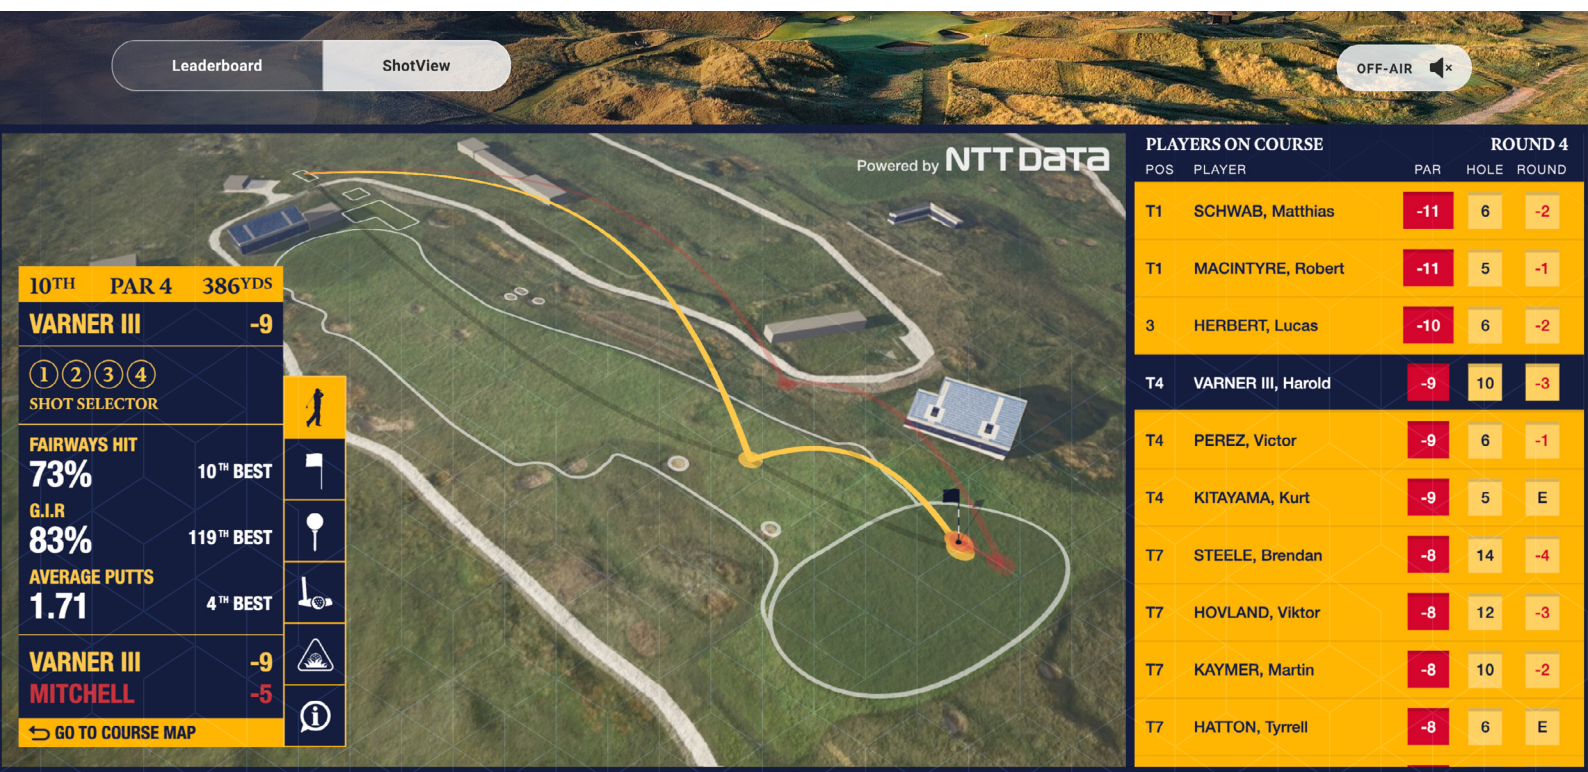 Leaderboard
ShotView
OFF-AIR
Powered by NTT DATA
10TH PAR 4 386YDS
VARNER III -9
1 2 3 4
SHOT SELECTOR
FAIRWAYS HIT
73% 10TH BEST
G.I.R
83% 119TH BEST
AVERAGE PUTTS
1.71 4TH BEST
VARNER III -9
MITCHELL -5
GO TO COURSE MAP
PLAYERS ON COURSE ROUND 4
POS PLAYER PAR HOLE ROUND
T1 SCHWAB, Matthias -11 6 -2
T1 MACINTYRE, Robert -11 5 -1
3 HERBERT, Lucas -10 6 -2
T4 VARNER III, Harold -9 10 -3
T4 PEREZ, Victor -9 6 -1
T4 KITAYAMA, Kurt -9 5 E
T7 STEELE, Brendan -8 14 -4
T7 HOVLAND, Viktor -8 12 -3
T7 KAYMER, Martin -8 10 -2
T7 HATTON, Tyrrell -8 6 E